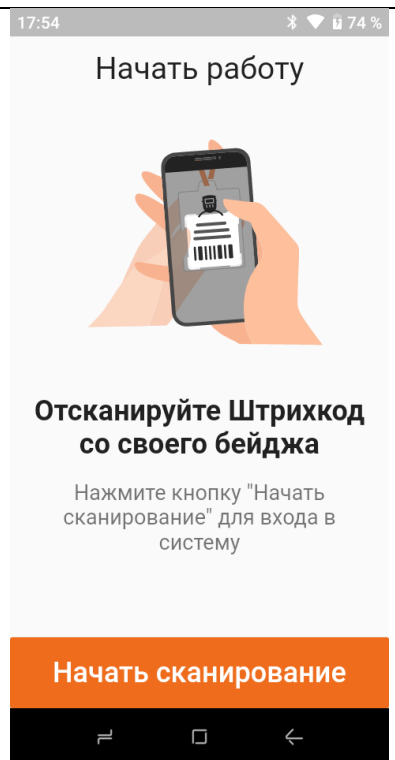 17:54 74 %
Начать работу
Отсканируйте Штрихкод
со своего бейджа
Нажмите кнопку "Начать
сканирование" для входа в
систему
Начать сканирование